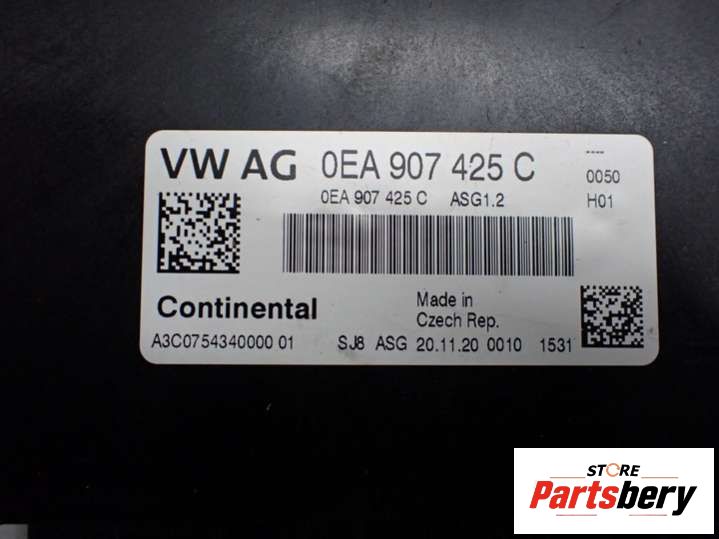 VW AG 0EA 907 425 C ----
0EA 907 425 C ASG1.2 0050
H01
Continental Made in
Czech Rep.
A3C0754340000 01 SJ8 ASG 20.11.20 0010 1531
STORE
Partsbery